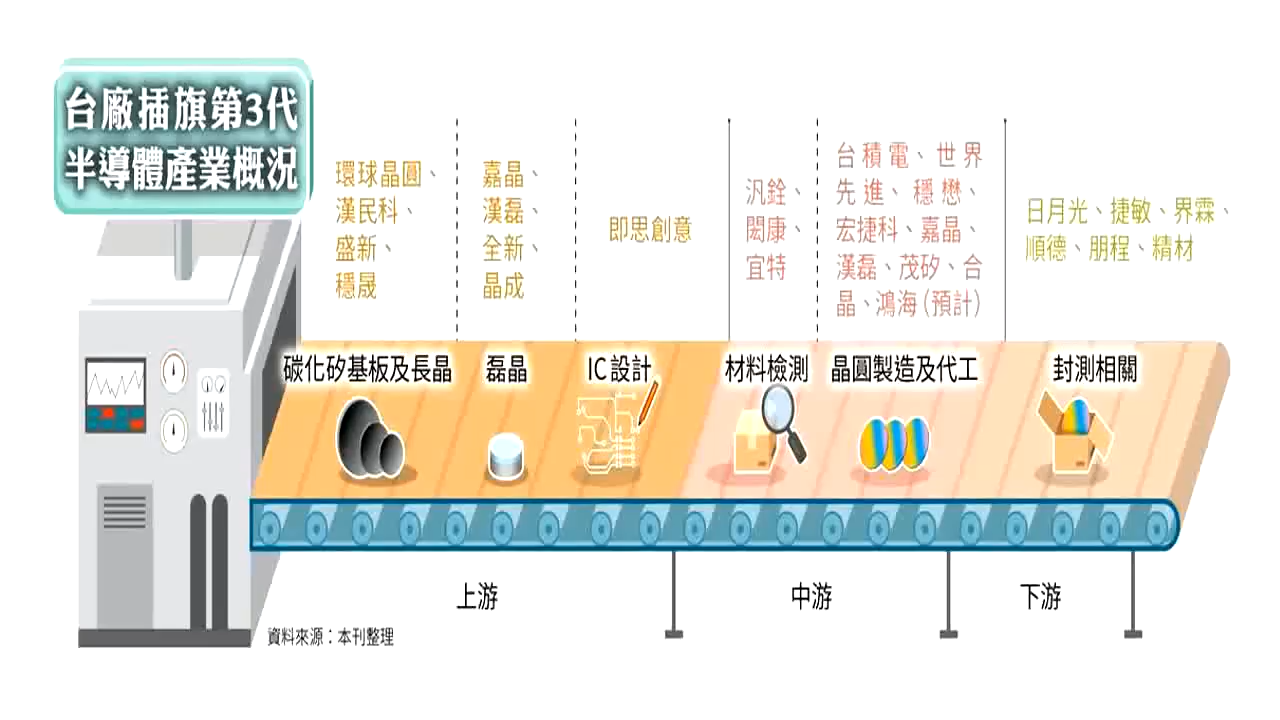 台廠插旗第3代
半導體產業概況
環球晶圓、
漢民科、
盛新、
穩晟
嘉晶、
漢磊、
全新、
晶成
即思創意
汎銓、
閎康、
宜特
台積電、世界
先進、穩懋、
宏捷科、嘉晶、
漢磊、茂矽、合
晶、鴻海(預計)
日月光、捷敏、界霖、
順德、朋程、精材
碳化矽基板及長晶
磊晶
IC設計
材料檢測
晶圓製造及代工
封測相關
上游
中游
下游
資料來源：本刊整理